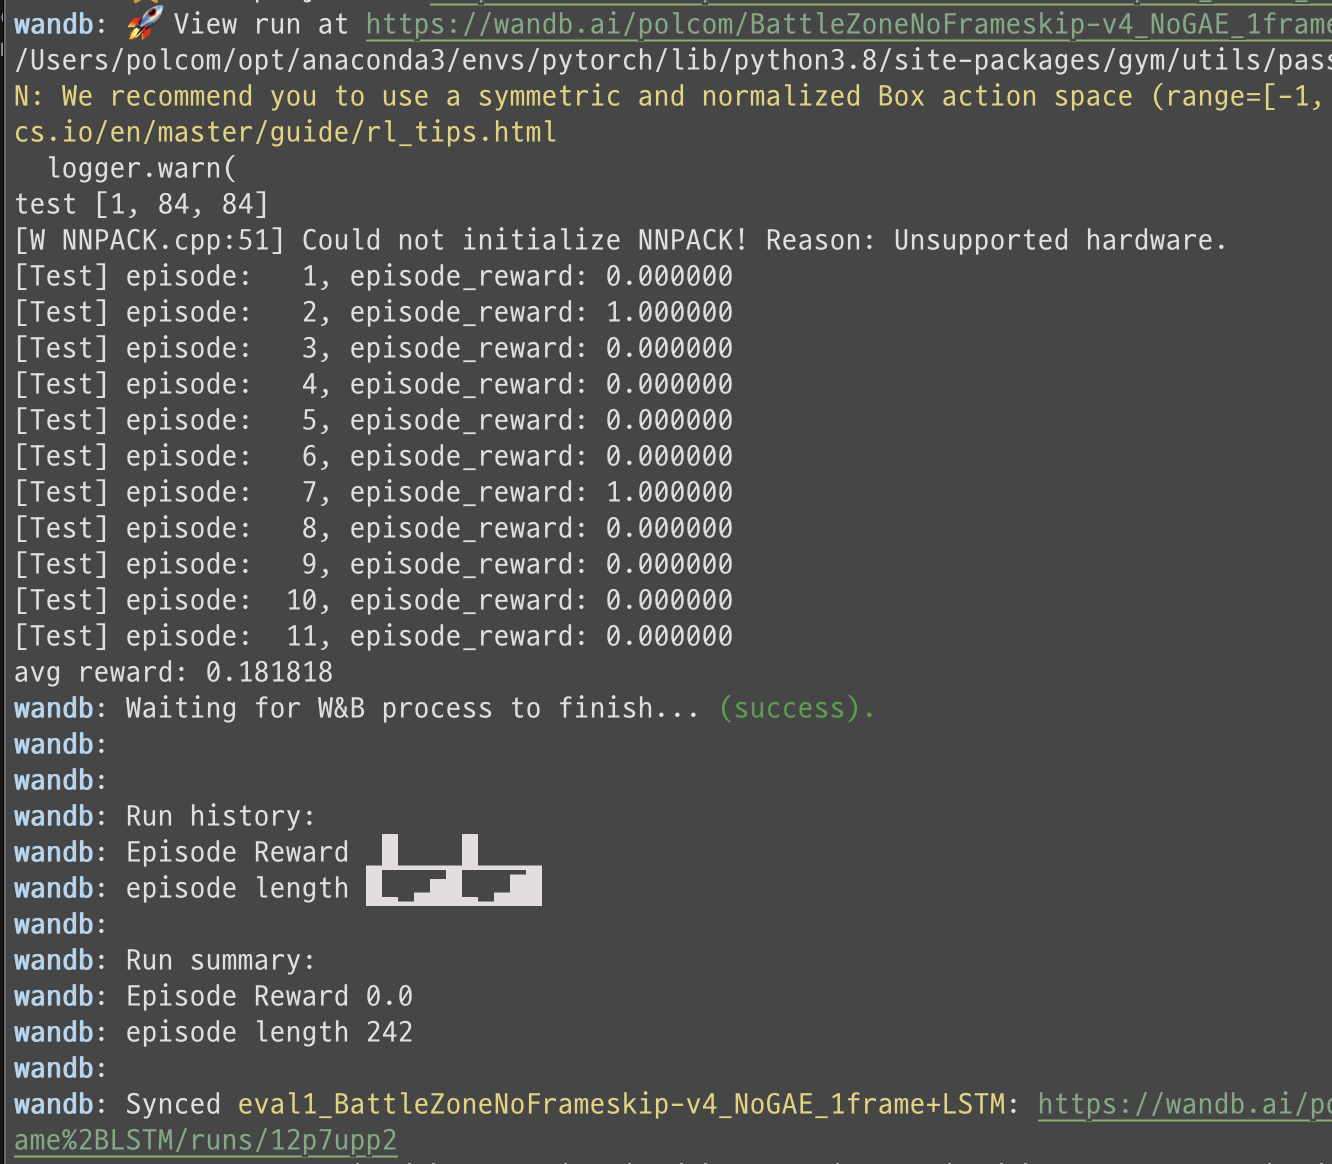 wandb: 🚀 View run at https://wandb.ai/polcom/BattleZoneNoFrameskip-v4_NoGAE_1frame
/Users/polcom/opt/anaconda3/envs/pytorch/lib/python3.8/site-packages/gym/utils/pass
N: We recommend you to use a symmetric and normalized Box action space (range=[-1,
cs.io/en/master/guide/rl_tips.html
logger.warn(
test [1, 84, 84]
[W NNPACK.cpp:51] Could not initialize NNPACK! Reason: Unsupported hardware.
[Test] episode:   1, episode_reward: 0.000000
[Test] episode:   2, episode_reward: 1.000000
[Test] episode:   3, episode_reward: 0.000000
[Test] episode:   4, episode_reward: 0.000000
[Test] episode:   5, episode_reward: 0.000000
[Test] episode:   6, episode_reward: 0.000000
[Test] episode:   7, episode_reward: 1.000000
[Test] episode:   8, episode_reward: 0.000000
[Test] episode:   9, episode_reward: 0.000000
[Test] episode:  10, episode_reward: 0.000000
[Test] episode:  11, episode_reward: 0.000000
avg reward: 0.181818
wandb: Waiting for W&B process to finish... (success).
wandb:
wandb:
wandb: Run history:
wandb: Episode Reward
wandb: episode length
wandb:
wandb: Run summary:
wandb: Episode Reward 0.0
wandb: episode length 242
wandb:
wandb: Synced eval1_BattleZoneNoFrameskip-v4_NoGAE_1frame+LSTM: https://wandb.ai/po
ame%2BLSTM/runs/12p7upp2